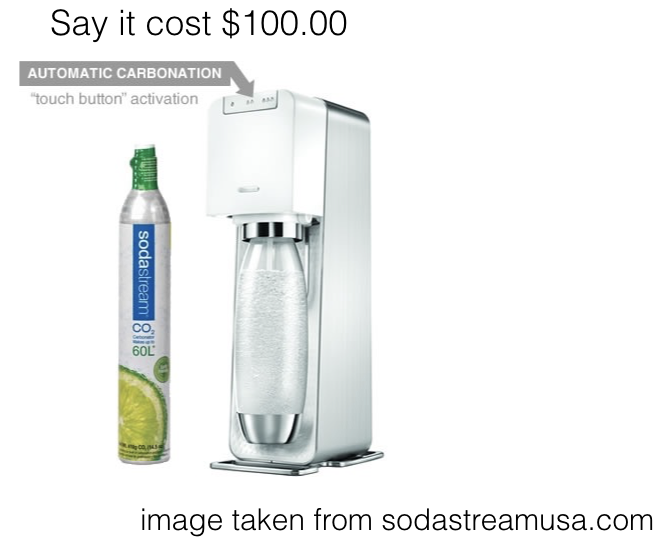 Say it cost $100.00
AUTOMATIC CARBONATION
"touch button" activation
sodastream
CO₂
60L
image taken from sodastreamusa.com